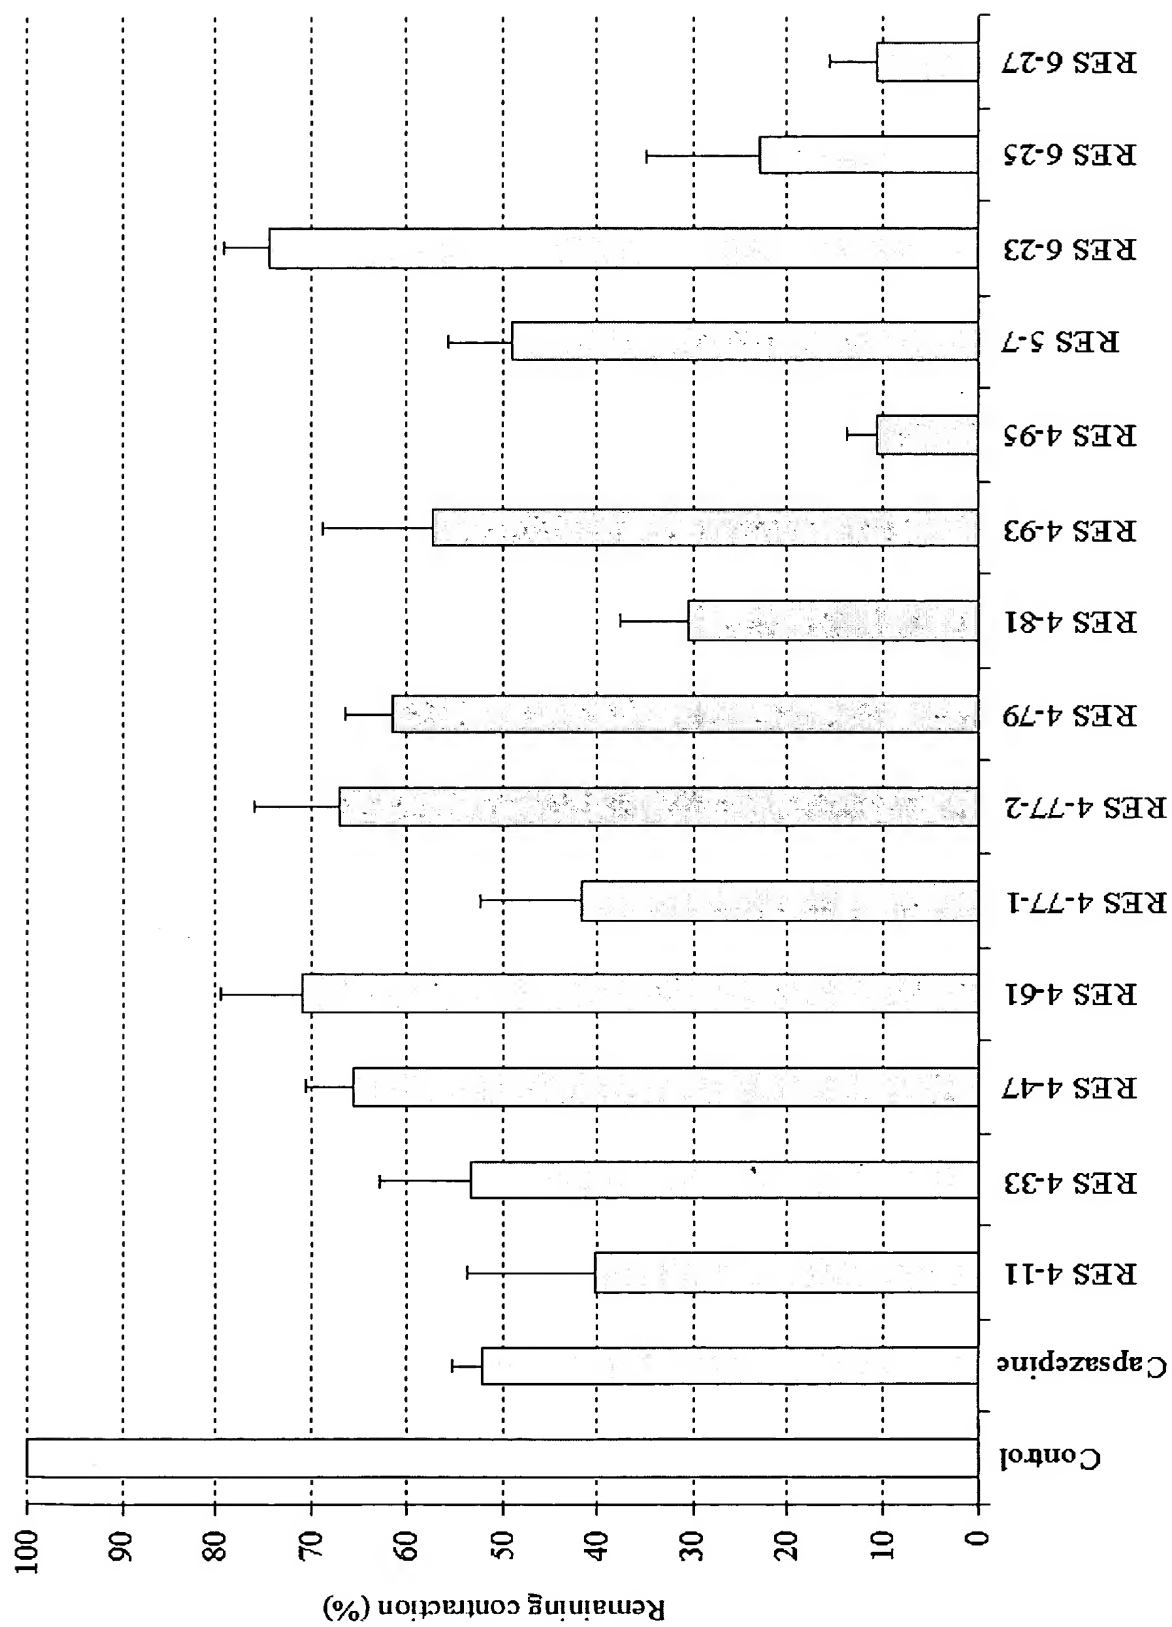 Remaining contraction (%)
100
90
80
70
60
50
40
30
20
10
0
Control
Capsazepine
RES 4-11
RES 4-33
RES 4-47
RES 4-61
RES 4-77-1
RES 4-77-2
RES 4-79
RES 4-81
RES 4-93
RES 4-95
RES 5-7
RES 6-23
RES 6-25
RES 6-27